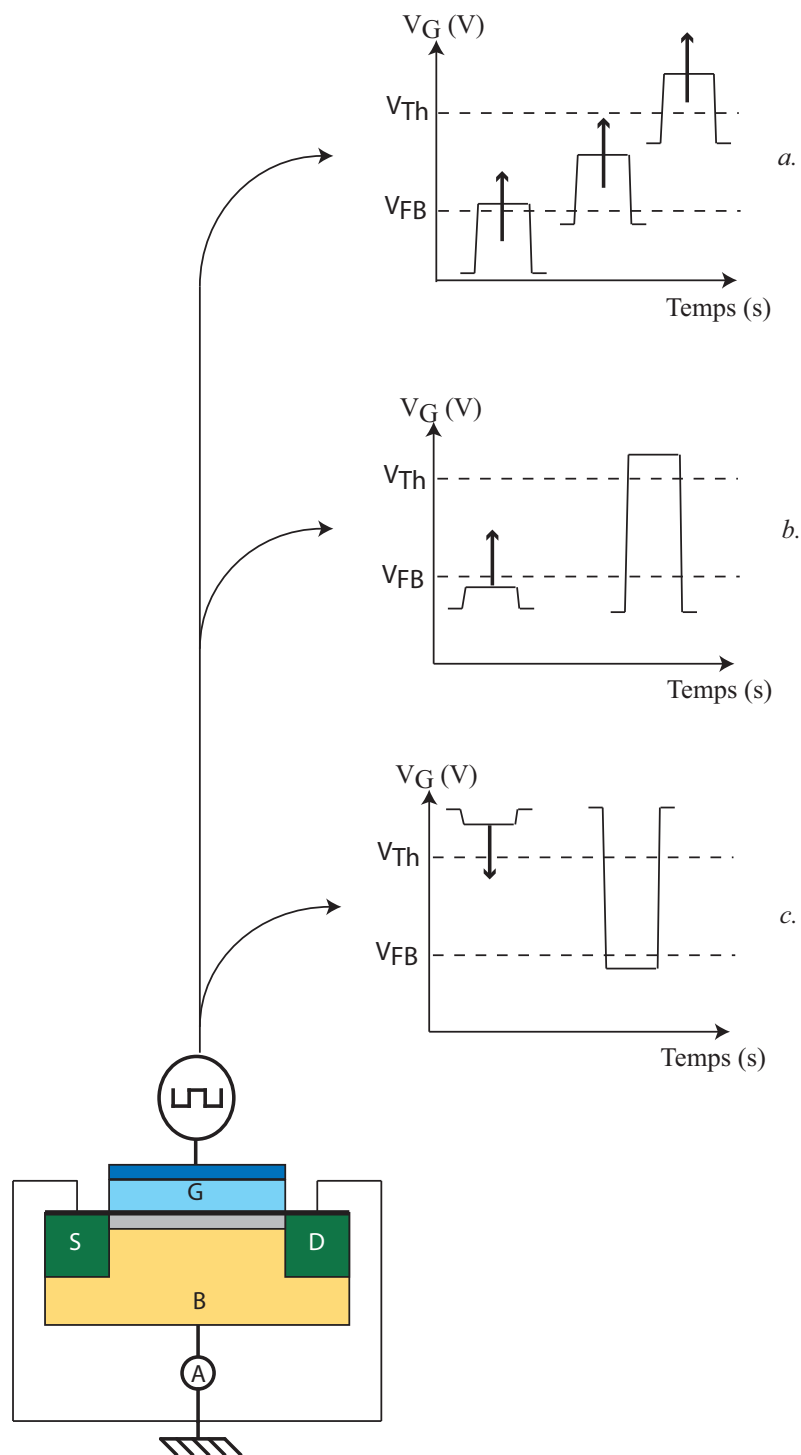 VG (V)
VTh
VFB
a.
Temps (s)
VG (V)
VTh
VFB
b.
Temps (s)
VG (V)
VTh
VFB
c.
Temps (s)
G
S
D
B
A